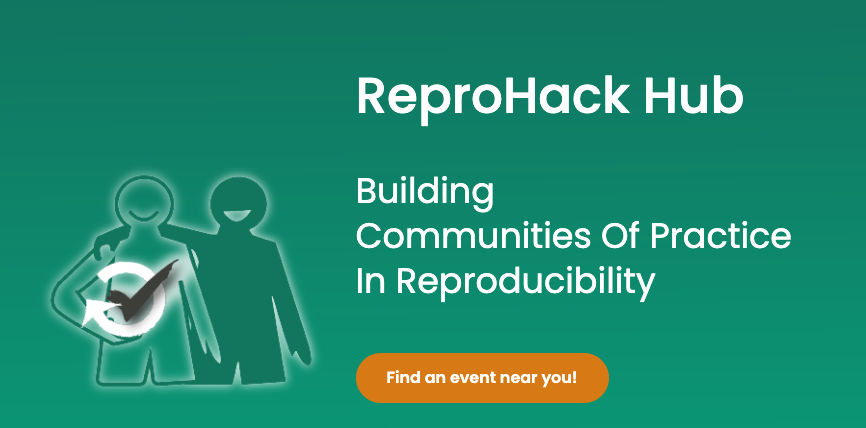 ReproHack Hub
Building
Communities Of Practice
In Reproducibility
Find an event near you!